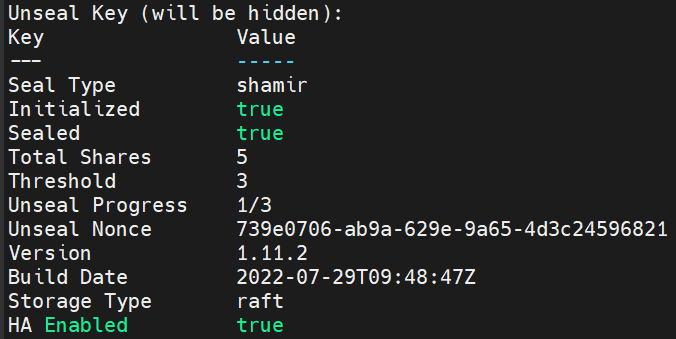 Unseal Key (will be hidden):
Key                Value
---                -----
Seal Type          shamir
Initialized        true
Sealed             true
Total Shares       5
Threshold          3
Unseal Progress    1/3
Unseal Nonce       739e0706-ab9a-629e-9a65-4d3c24596821
Version            1.11.2
Build Date         2022-07-29T09:48:47Z
Storage Type       raft
HA Enabled         true